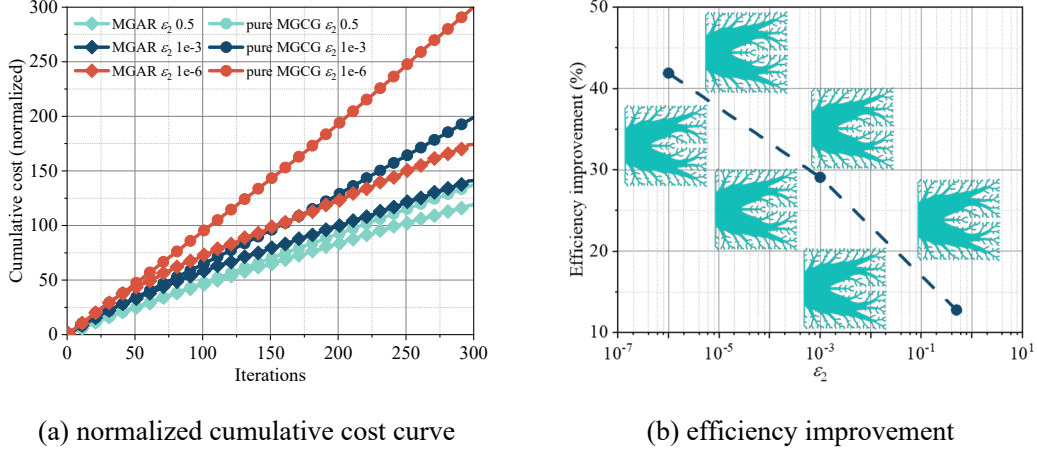 MGAR ε₂ 0.5 pure MGCG ε₂ 0.5
MGAR ε₂ 1e-3 pure MGCG ε₂ 1e-3
MGAR ε₂ 1e-6 pure MGCG ε₂ 1e-6
Cumulative cost (normalized)
300
250
200
150
100
50
0
0 50 100 150 200 250 300
Iterations
(a) normalized cumulative cost curve
Efficiency improvement (%)
50
40
30
20
10
10⁻⁷ 10⁻⁵ 10⁻³ 10⁻¹ 10¹
ε₂
(b) efficiency improvement